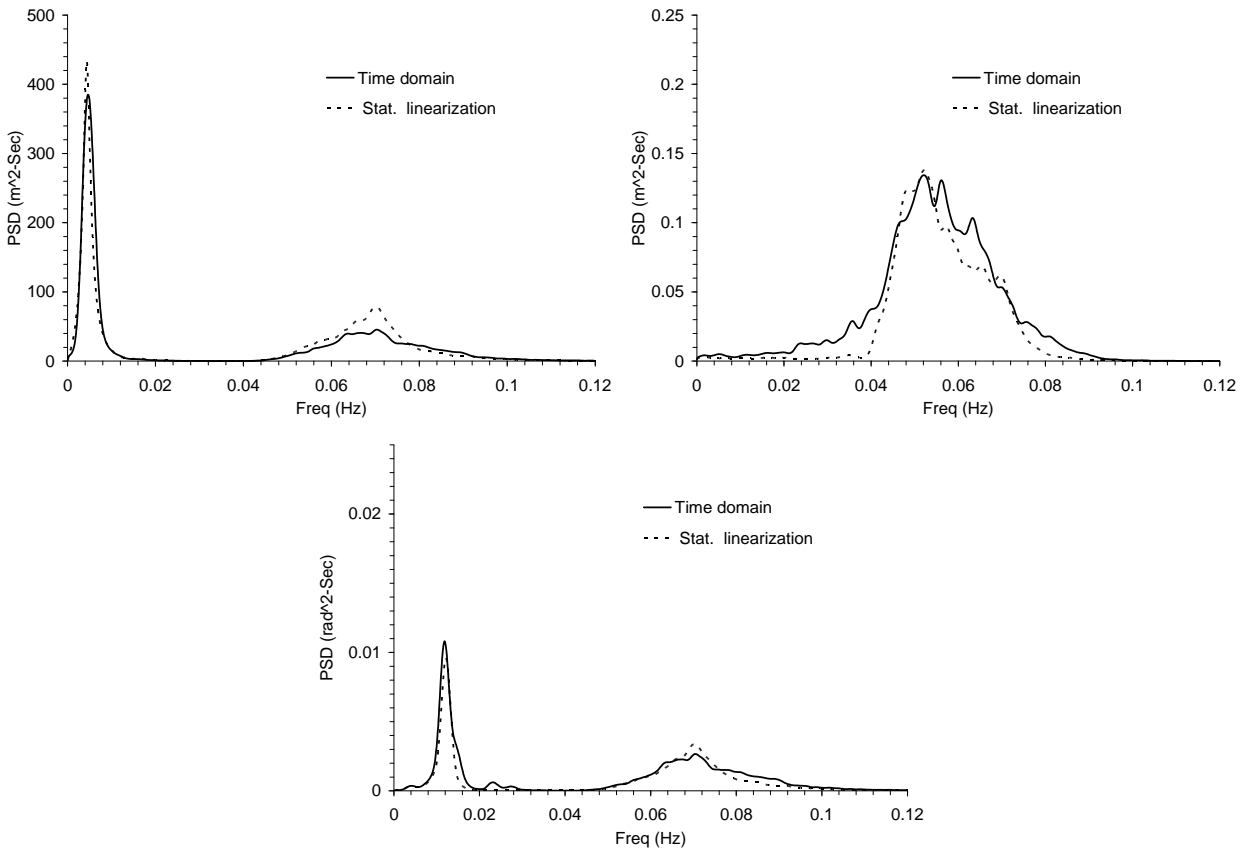 500
400
300
200
100
0
PSD (m^2-Sec)
0 0.02 0.04 0.06 0.08 0.1 0.12
Freq (Hz)
Time domain
Stat. linearization
0.25
0.2
0.15
0.1
0.05
0
PSD (m^2-Sec)
0 0.02 0.04 0.06 0.08 0.1 0.12
Freq (Hz)
Time domain
Stat. linearization
0.02
0.01
0
PSD (rad^2-Sec)
0 0.02 0.04 0.06 0.08 0.1 0.12
Freq (Hz)
Time domain
Stat. linearization